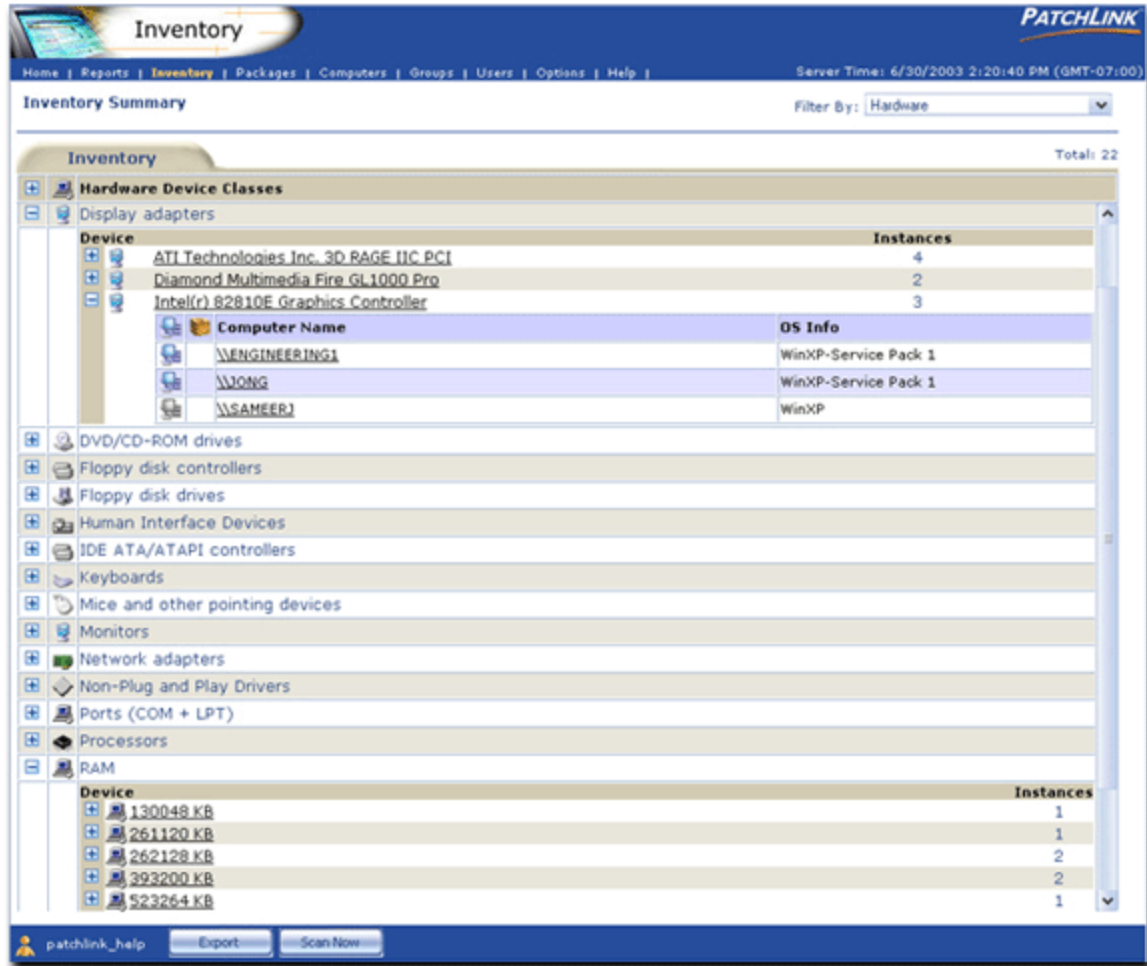 Inventory
PATCHLINK
Home | Reports | Inventory | Packages | Computers | Groups | Users | Options | Help |
Server Time: 6/30/2003 2:20:40 PM (GMT-07:00)
Inventory Summary
Filter By: Hardware
Inventory
Total: 22
Hardware Device Classes
Display adapters
Device Instances
ATI Technologies Inc. 3D RAGE IIC PCI 4
Diamond Multimedia Fire GL1000 Pro 2
Intel(r) 82810E Graphics Controller 3
Computer Name OS Info
\\ENGINEERING1 WinXP-Service Pack 1
\\JONG WinXP-Service Pack 1
\\SAMEERJ WinXP
DVD/CD-ROM drives
Floppy disk controllers
Floppy disk drives
Human Interface Devices
IDE ATA/ATAPI controllers
Keyboards
Mice and other pointing devices
Monitors
Network adapters
Non-Plug and Play Drivers
Ports (COM + LPT)
Processors
RAM
Device Instances
130048 KB 1
261120 KB 1
262128 KB 2
393200 KB 2
523264 KB 1
patchlink_help
Export
Scan Now